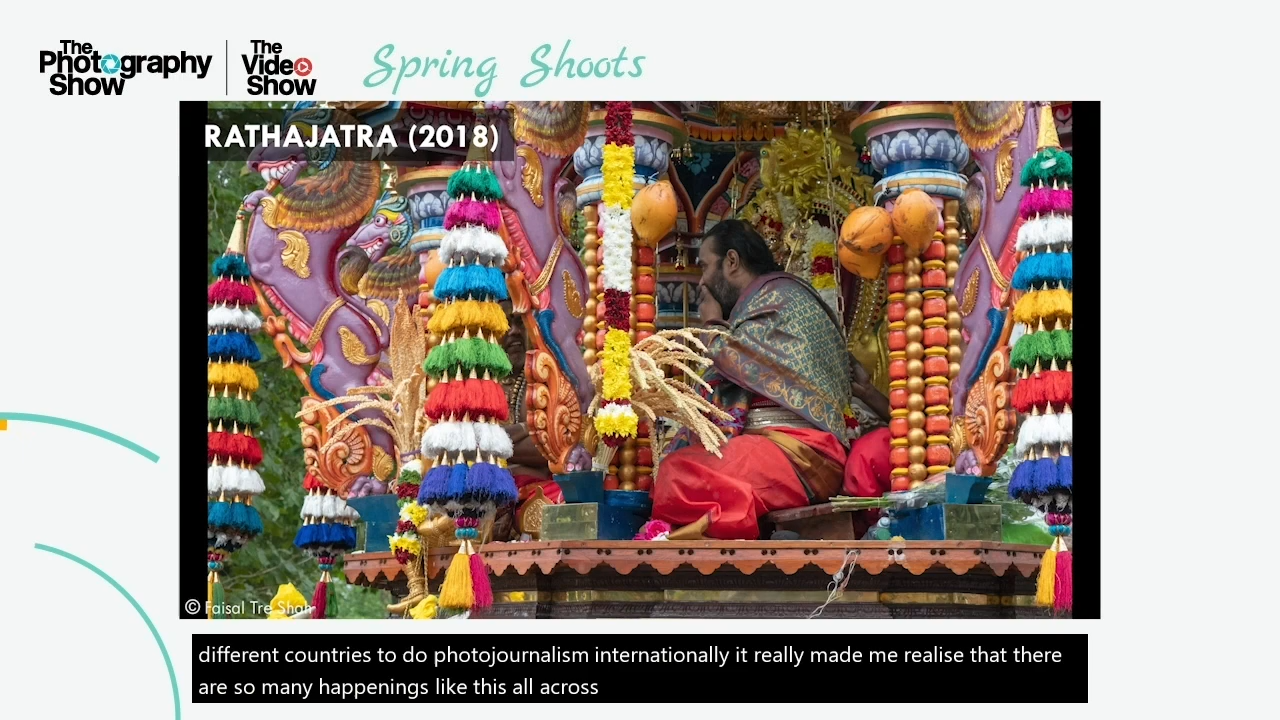 The
Photography
Show
The
Video
Show
Spring Shoots
RATHAJATRA (2018)
© Faisal Tre Shah
different countries to do photojournalism internationally it really made me realise that there
are so many happenings like this all across